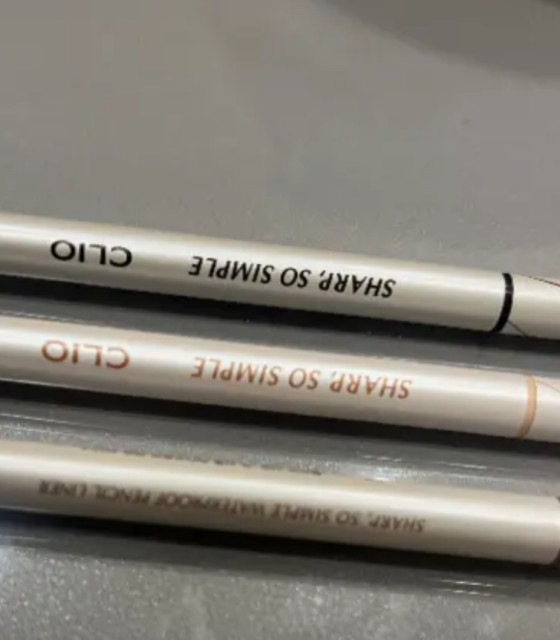 SHARP, SO SIMPLE CLIO
SHARP, SO SIMPLE CLIO
SHARP, SO SIMPLE WATERPROOF PENCIL LINER